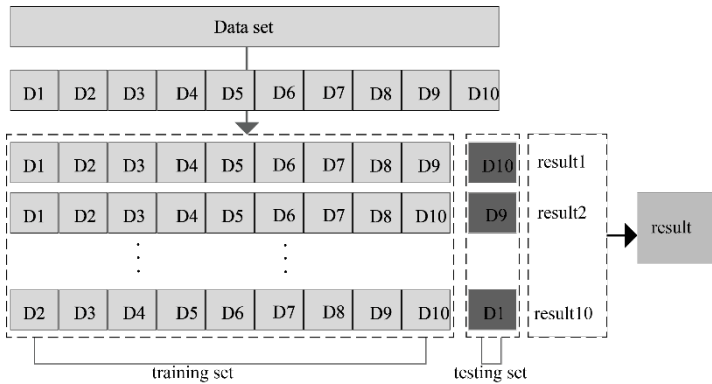 Data set
D1 D2 D3 D4 D5 D6 D7 D8 D9 D10
D1 D2 D3 D4 D5 D6 D7 D8 D9 D10 result1
D1 D2 D3 D4 D5 D6 D7 D8 D10 D9 result2
result
D2 D3 D4 D5 D6 D7 D8 D9 D10 D1 result10
training set testing set